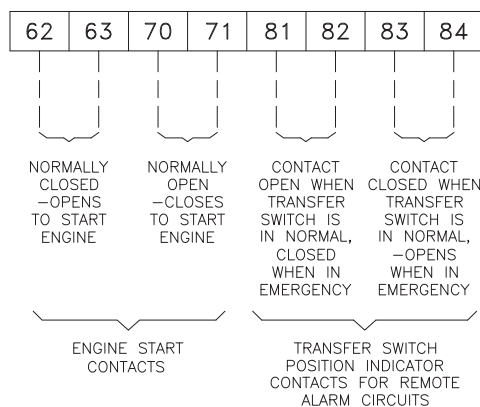 62 63 70 71 81 82 83 84
NORMALLY
CLOSED
–OPENS
TO START
ENGINE
NORMALLY
OPEN
–CLOSES
TO START
ENGINE
CONTACT
OPEN WHEN
TRANSFER
SWITCH IS
IN NORMAL,
CLOSED
WHEN IN
EMERGENCY
CONTACT
CLOSED WHEN
TRANSFER
SWITCH IS
IN NORMAL,
–OPENS
WHEN IN
EMERGENCY
ENGINE START
CONTACTS
TRANSFER SWITCH
POSITION INDICATOR
CONTACTS FOR REMOTE
ALARM CIRCUITS